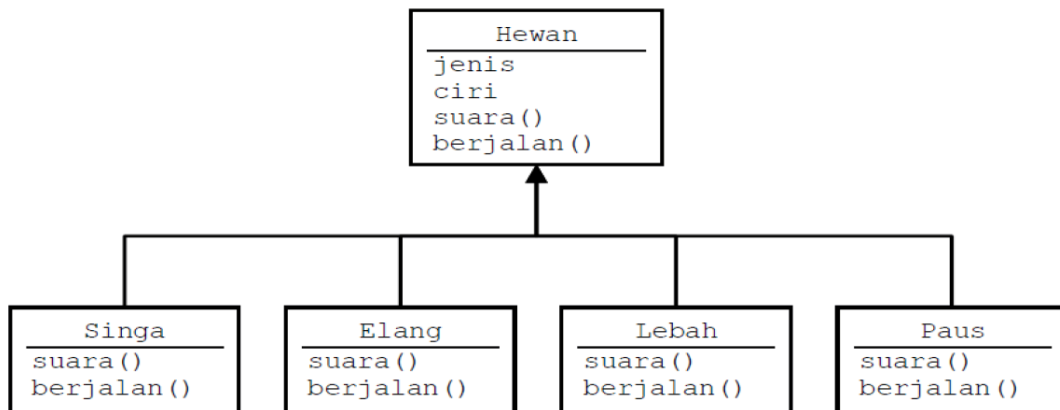 Hewan
jenis
ciri
suara()
berjalan()
Singa
suara()
berjalan()
Elang
suara()
berjalan()
Lebah
suara()
berjalan()
Paus
suara()
berjalan()